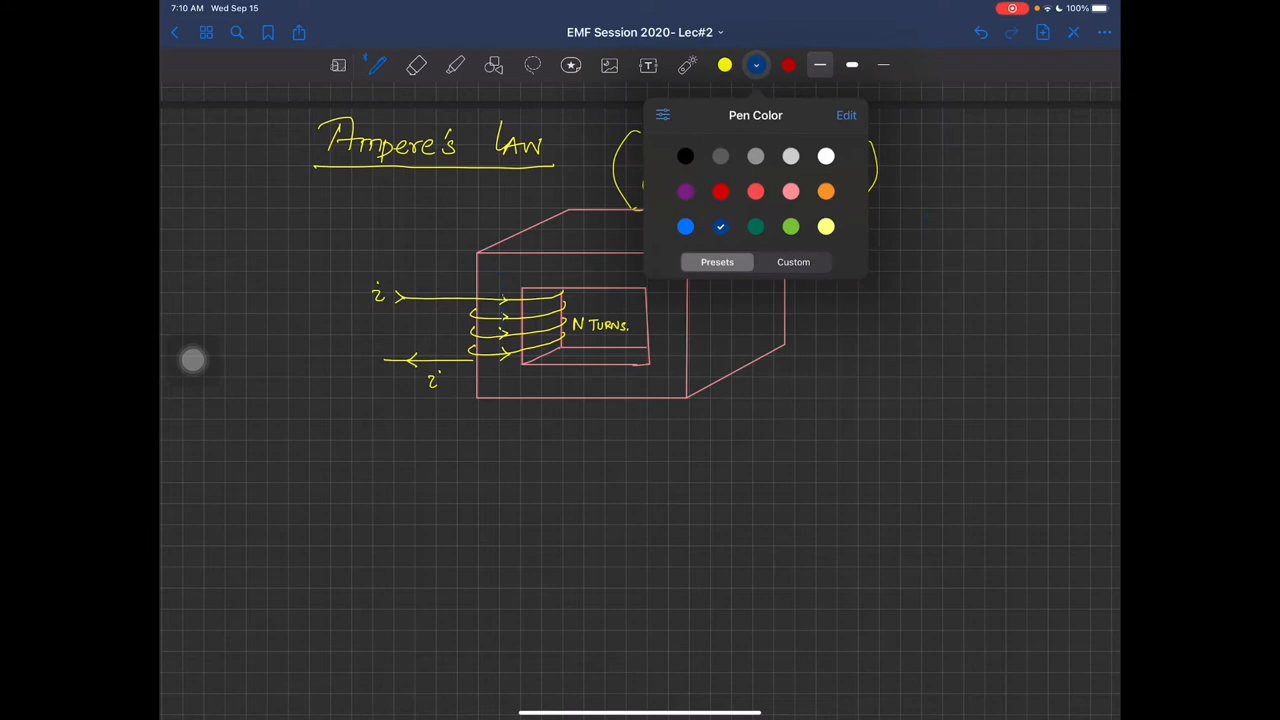 7:10 AM Wed Sep 15
100%
EMF Session 2020- Lec#2
T
Ampere's LAW
Pen Color
Edit
Presets
Custom
i
N TURNS.
i